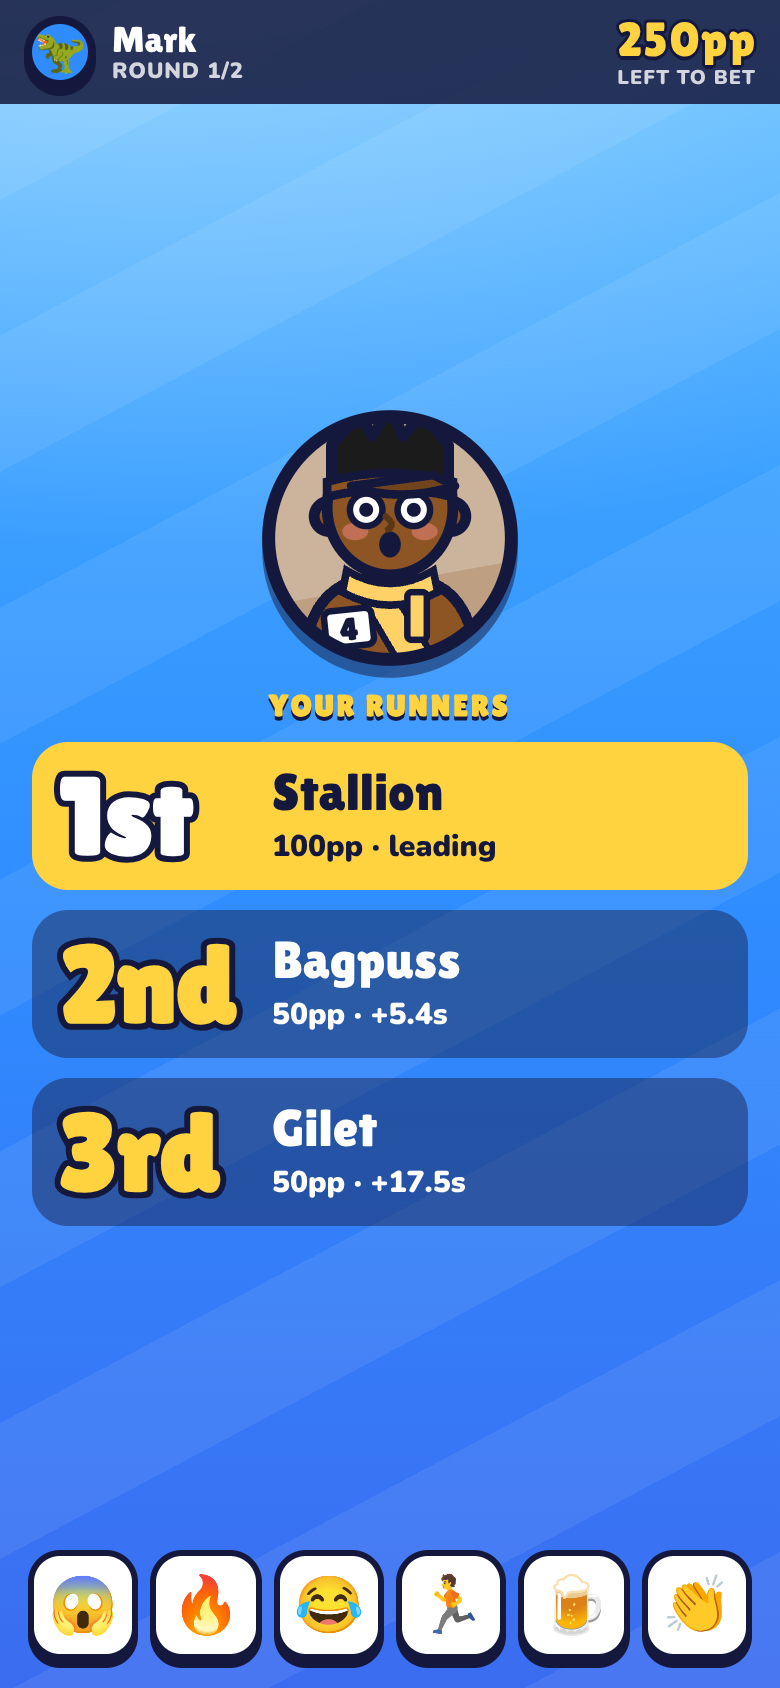 Mark
ROUND 1/2
250pp
LEFT TO BET
4
YOUR RUNNERS
1st
Stallion
100pp · leading
2nd
Bagpuss
50pp · +5.4s
3rd
Gilet
50pp · +17.5s